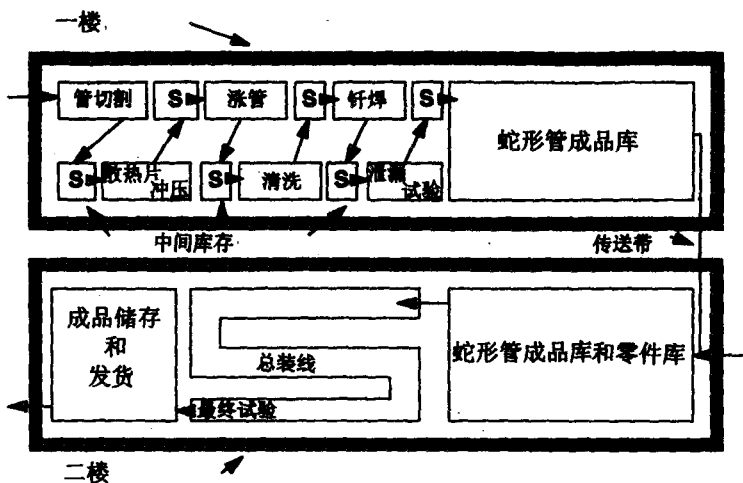 一楼
管切割
S
涨管
S
钎焊
S
蛇形管成品库
S
散热片
冲压
S
清洗
S
泄漏
试验
中间库存
传送带
成品储存
和
发货
总装线
最终试验
蛇形管成品库和零件库
二楼